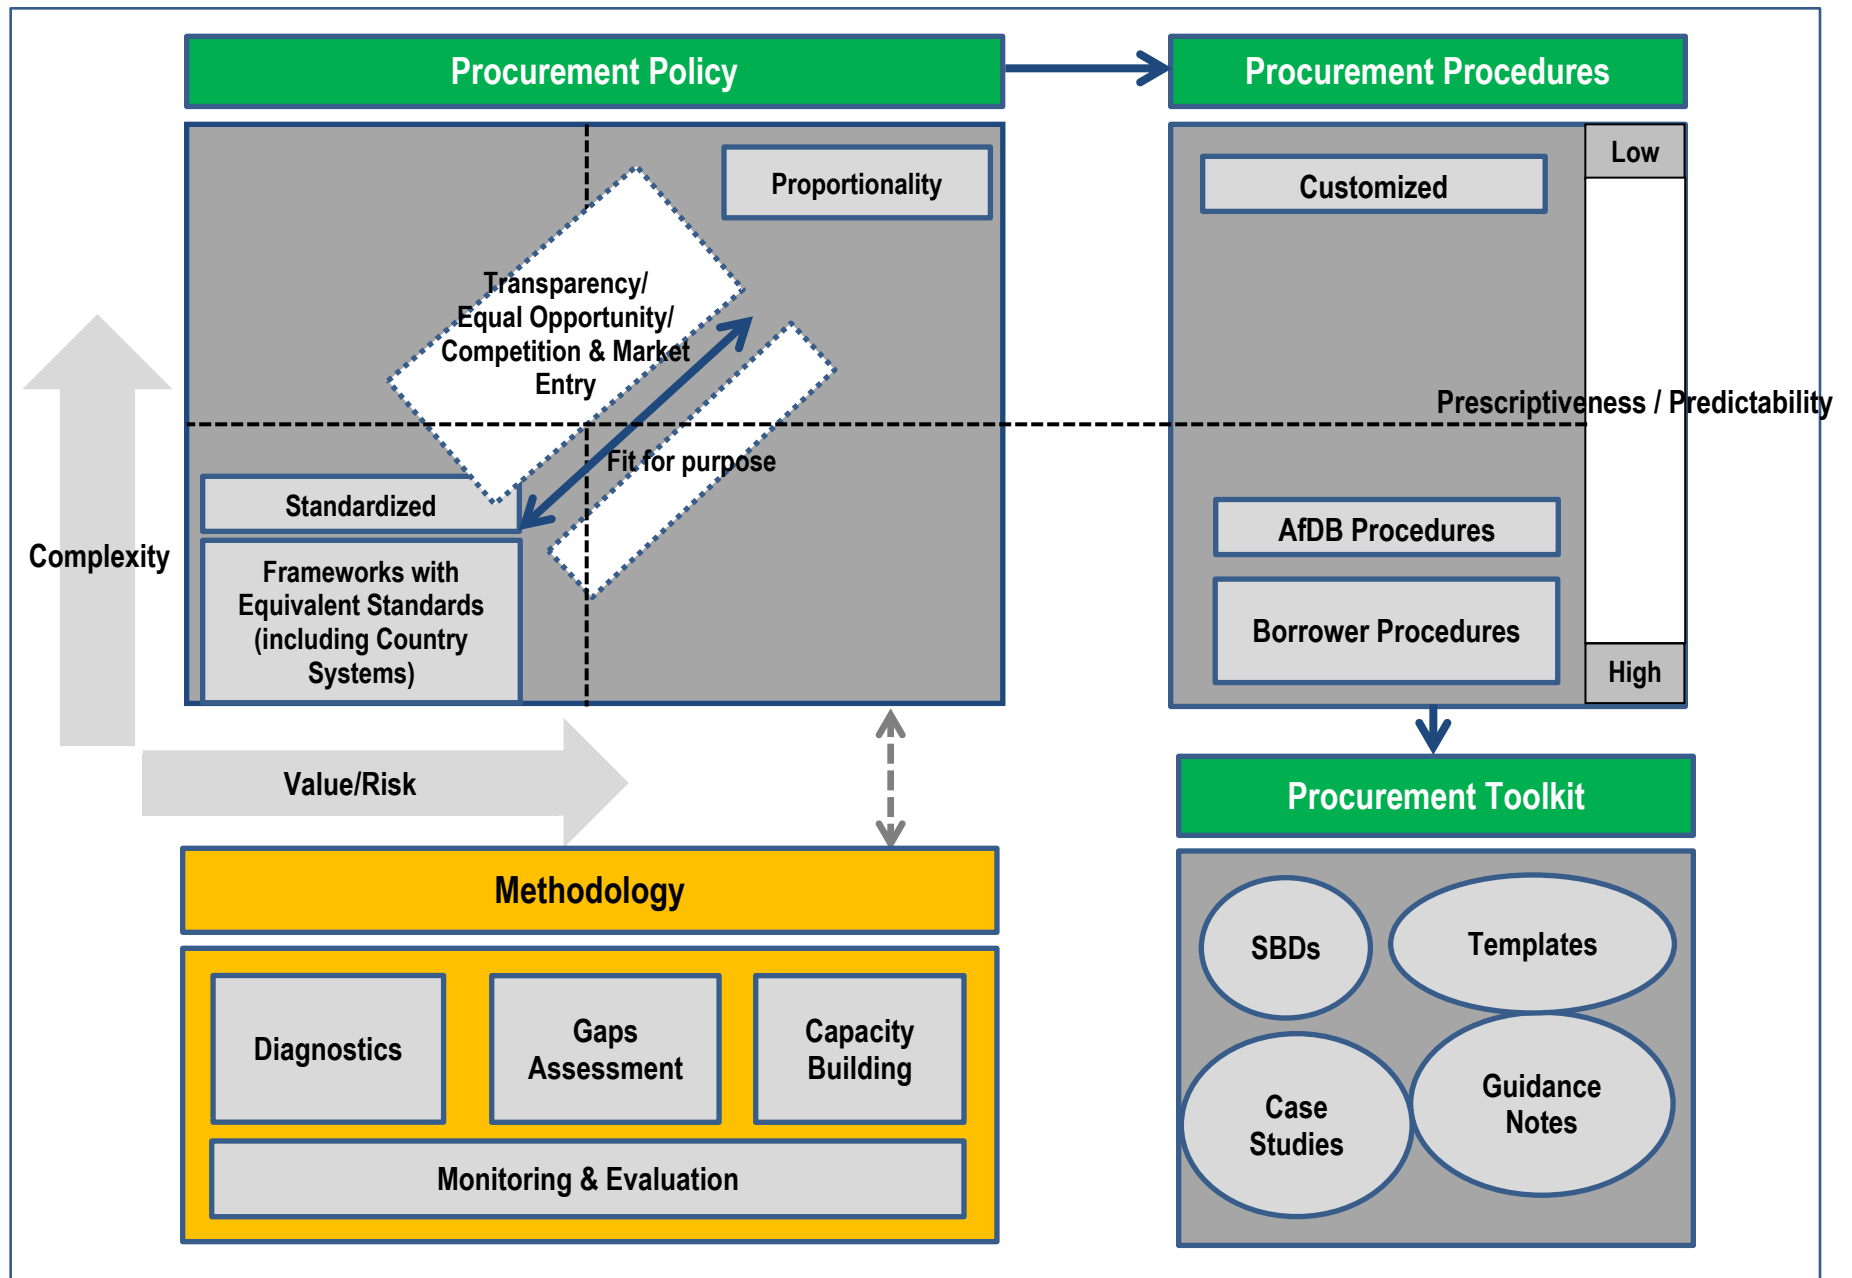 Procurement Policy
Procurement Procedures
Proportionality
Transparency/
Equal Opportunity/
Competition & Market
Entry
Fit for purpose
Standardized
Frameworks with
Equivalent Standards
(including Country
Systems)
Complexity
Value/Risk
Low
Customized
Prescriptiveness / Predictability
AfDB Procedures
Borrower Procedures
High
Methodology
Diagnostics
Gaps
Assessment
Capacity
Building
Monitoring & Evaluation
Procurement Toolkit
SBDs
Templates
Case
Studies
Guidance
Notes